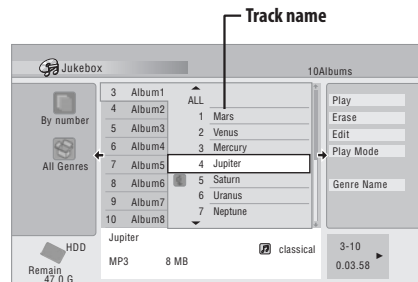 Track name
Jukebox
10Albums
By number
All Genres
3 Album1
4 Album2
5 Album3
6 Album4
7 Album5
8 Album6
9 Album7
10 Album8
ALL
1 Mars
2 Venus
3 Mercury
4 Jupiter
5 Saturn
6 Uranus
7 Neptune
Play
Erase
Edit
Play Mode
Genre Name
HDD
Remain
47.0 G
Jupiter
classical
MP3 8 MB
3-10
0.03.58